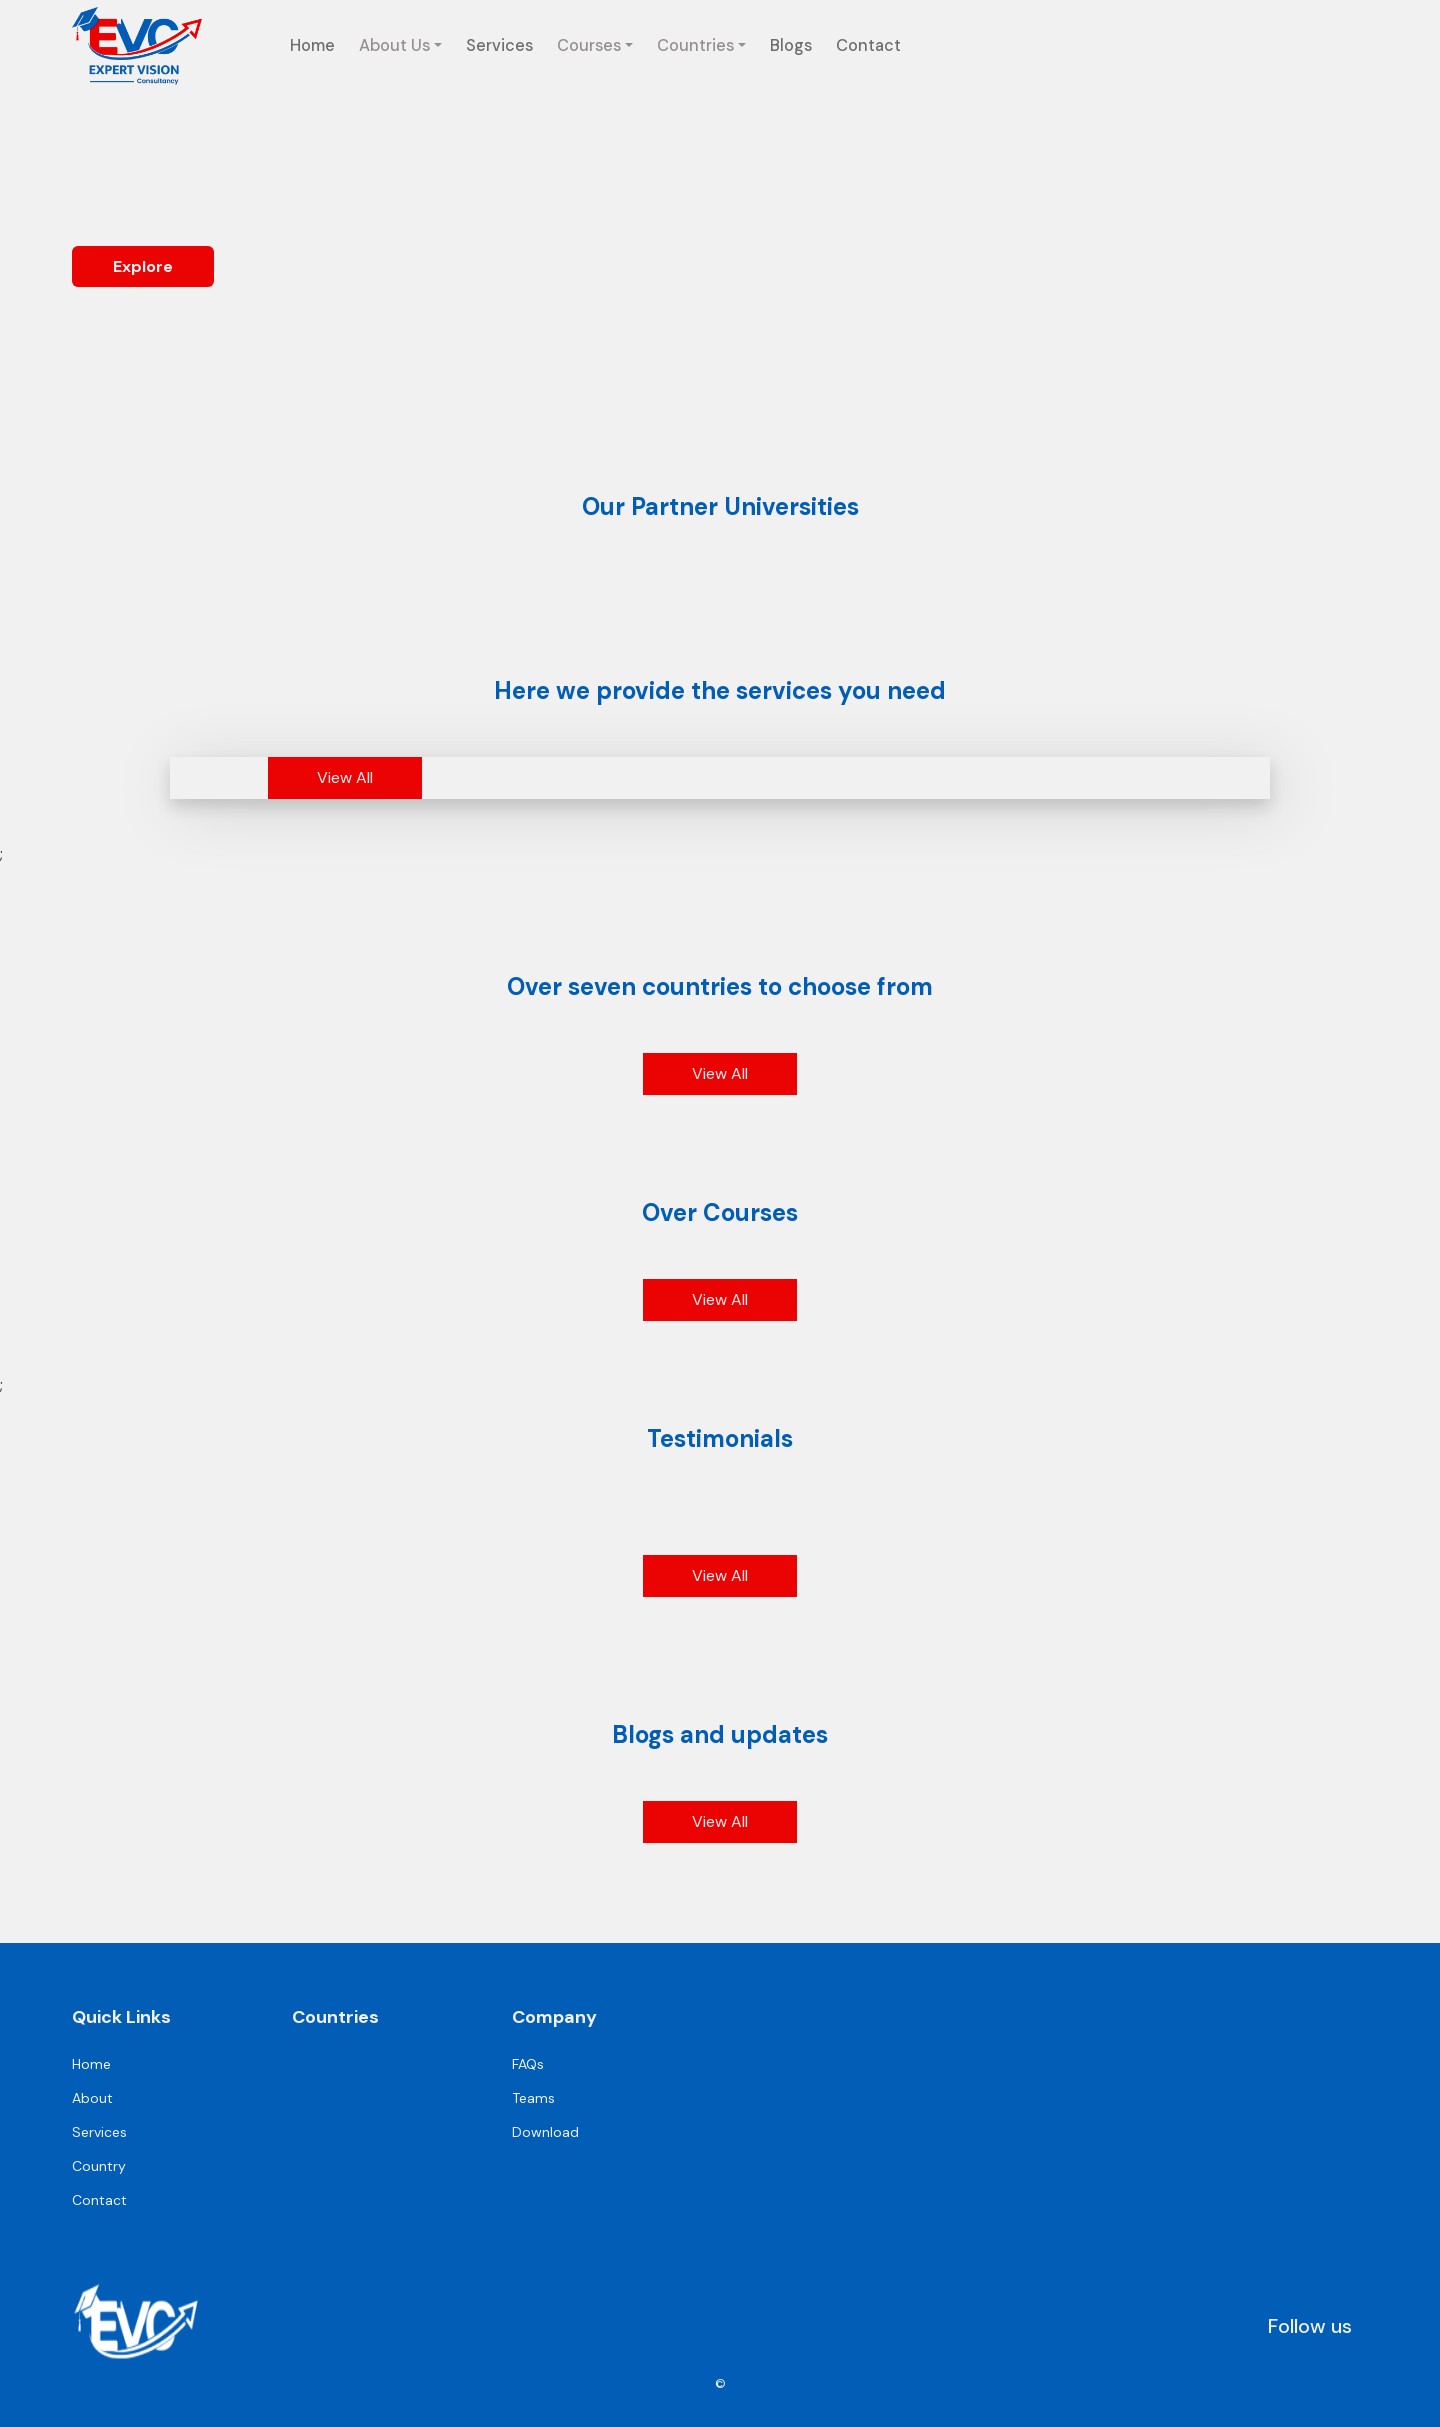 EVC
EXPERT VISION
Consultancy
Home About Us Services Courses Countries Blogs Contact
Explore
Our Partner Universities
Here we provide the services you need
View All
;
Over seven countries to choose from
View All
Over Courses
View All
;
Testimonials
View All
Blogs and updates
View All
Quick Links
Home
About
Services
Country
Contact
Countries
Company
FAQs
Teams
Download
EVC
Follow us
©